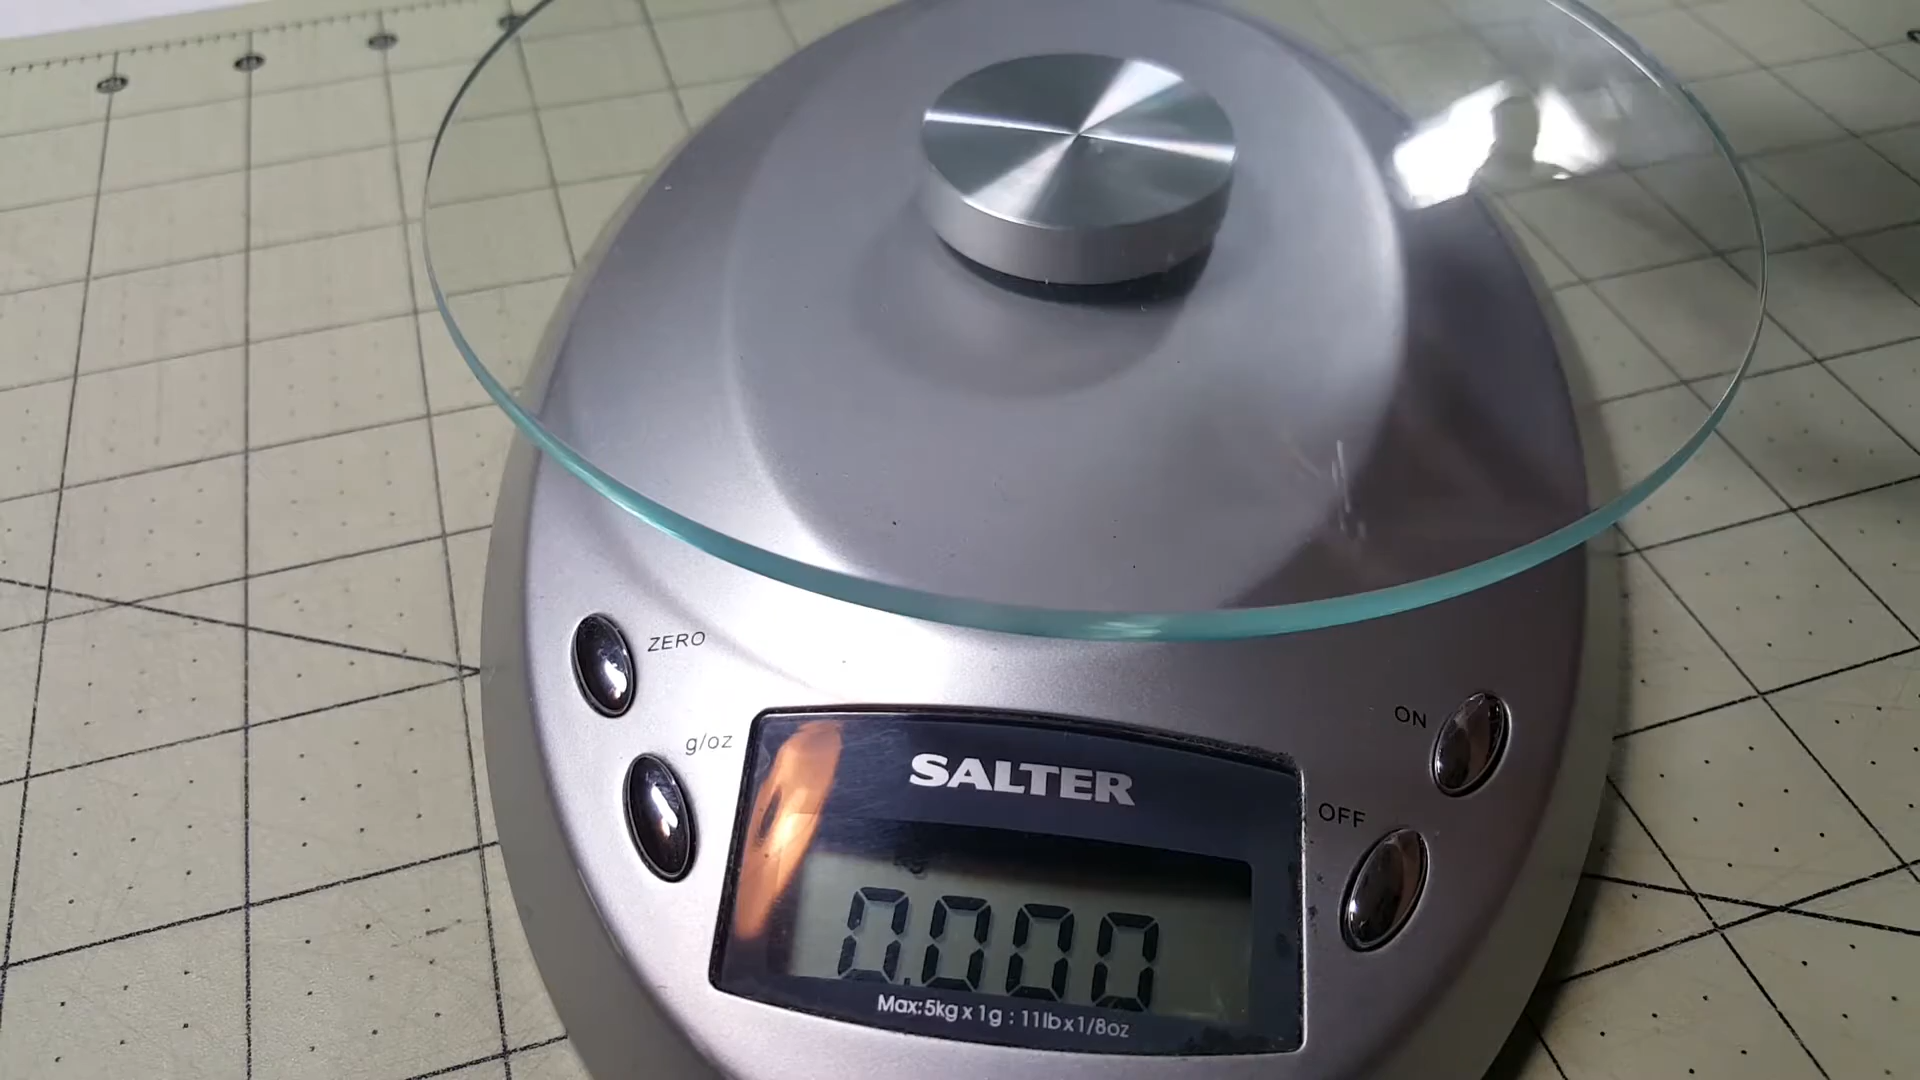 ZERO
g/oz
ON
OFF
SALTER
0.000
Max:5kg x 1g : 11lb x 1/8oz